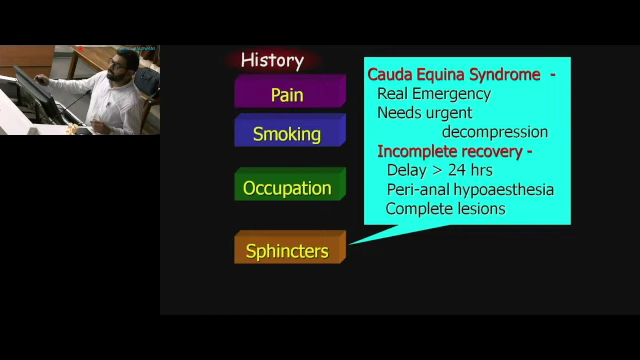 History
Pain
Smoking
Occupation
Sphincters
Cauda Equina Syndrome -
Real Emergency
Needs urgent
decompression
Incomplete recovery -
Delay > 24 hrs
Peri-anal hypoaesthesia
Complete lesions